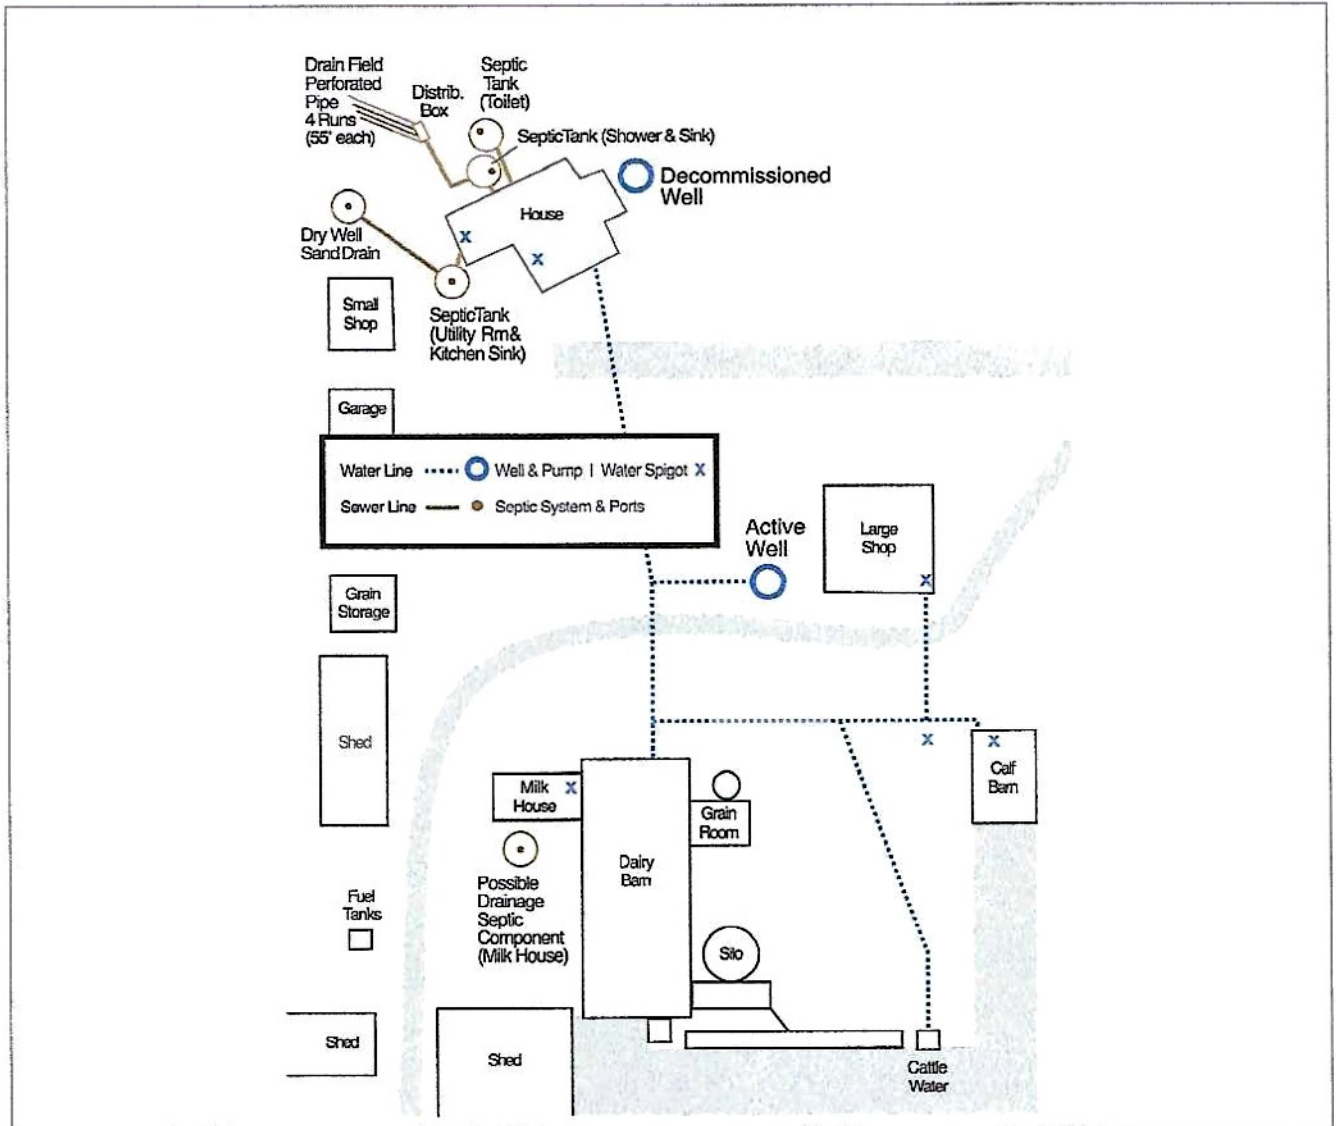 Drain Field
Perforated
Pipe
4 Runs
(55' each)
Distrib.
Box
Septic
Tank
(Toilet)
SepticTank (Shower & Sink)
Decommissioned
Well
House
X
X
Dry Well
Sand Drain
Small
Shop
SepticTank
(Utility Rm&
Kitchen Sink)
Garage
Water Line
Well & Pump | Water Spigot X
Sewer Line
Septic System & Ports
Active
Well
Large
Shop
X
Grain
Storage
Shed
X
X
Calf
Barn
Milk
House
X
Grain
Room
Dairy
Barn
Possible
Drainage
Septic
Component
(Milk House)
Fuel
Tanks
Silo
Shed
Shed
Cattle
Water